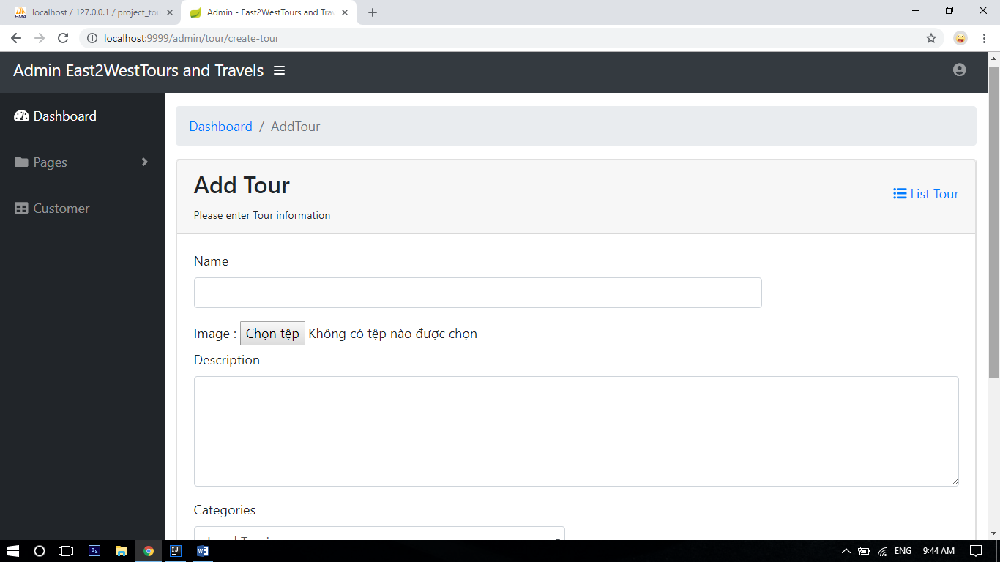 localhost / 127.0.0.1 / project_tou
Admin - East2WestTours and Trav
localhost:9999/admin/tour/create-tour
Admin East2WestTours and Travels
Dashboard
Pages
Customer
Dashboard / AddTour
Add Tour
List Tour
Please enter Tour information
Name
Image : Chọn tệp Không có tệp nào được chọn
Description
Categories
ENG 9:44 AM